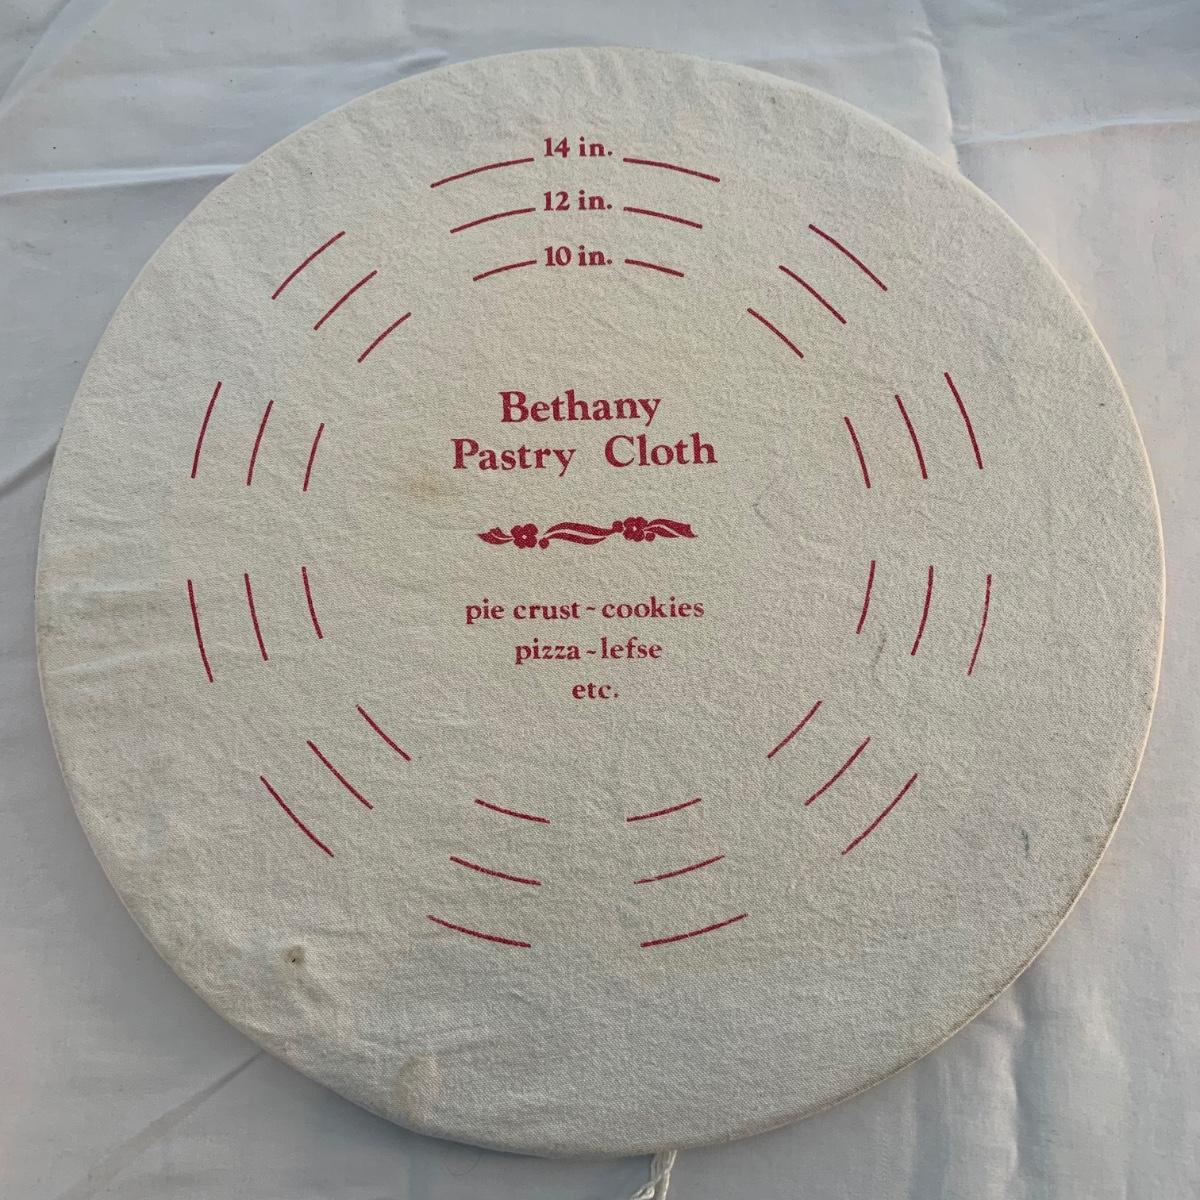 14 in.
12 in.
10 in.
Bethany
Pastry Cloth
pie crust ~ cookies
pizza ~ lefse
etc.